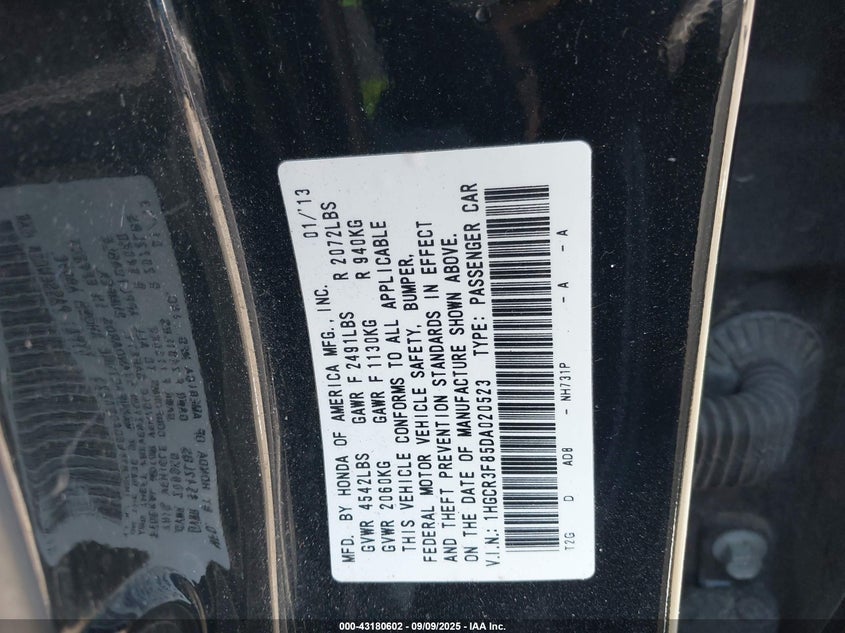 MFD. BY HONDA OF AMERICA MFG., INC. 01/'13
GVWR 4542LBS GAWR F 2491LBS R 2072LBS
GVWR 2060KG GAWR F 1130KG R 940KG
THIS VEHICLE CONFORMS TO ALL APPLICABLE
FEDERAL MOTOR VEHICLE SAFETY, BUMPER,
AND THEFT PREVENTION STANDARDS IN EFFECT
ON THE DATE OF MANUFACTURE SHOWN ABOVE.
V.I.N.: 1HGCR3F85DA020523 TYPE: PASSENGER CAR
T2G D AD8 - NH731P - A - A
000-43180602 - 09/09/2025 - IAA Inc.